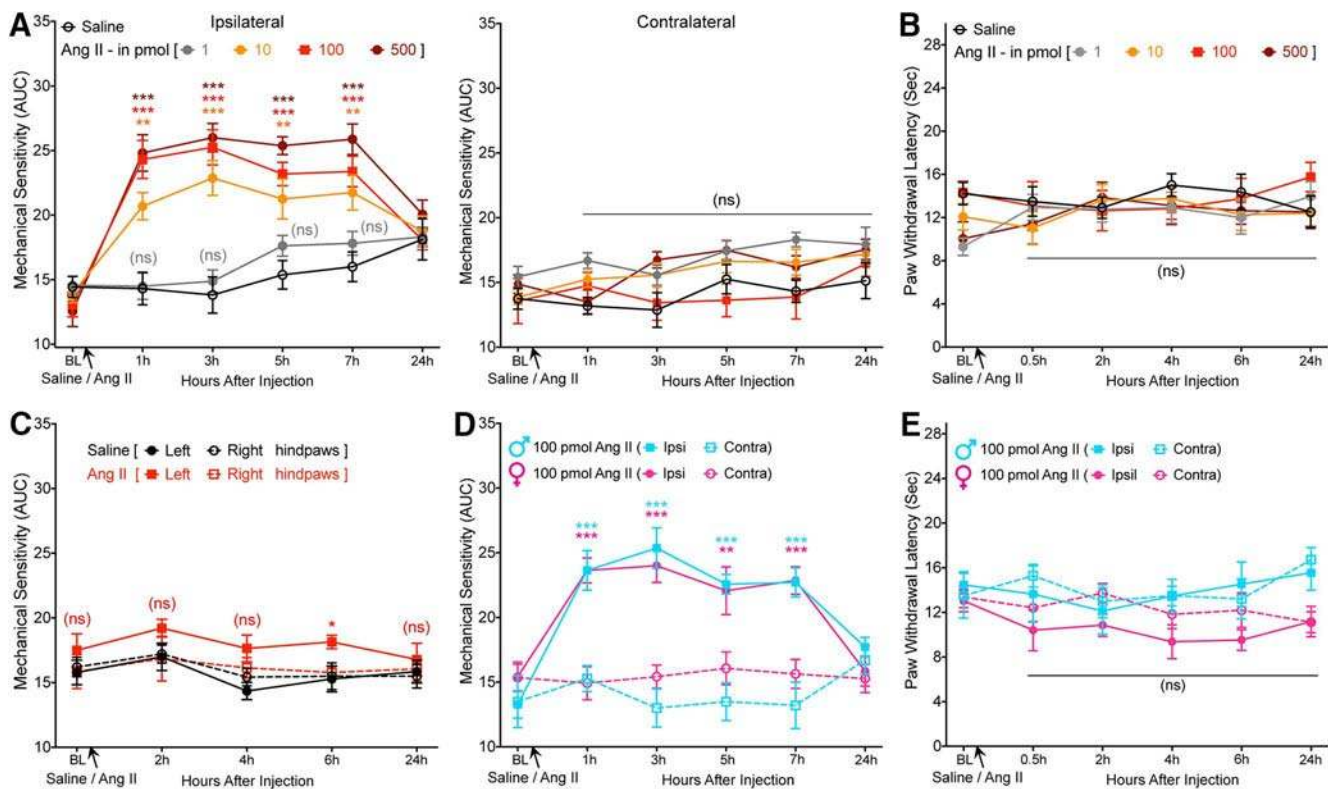 A
Ipsilateral
Saline
Ang II - in pmol [ 1 10 100 500 ]
Mechanical Sensitivity (AUC)
35
30
25
20
15
10
*** *** *** ***
*** *** *** ***
** *** ** **
(ns) (ns) (ns) (ns)
BL 1h 3h 5h 7h 24h
Saline / Ang II Hours After Injection
Contralateral
Mechanical Sensitivity (AUC)
35
30
25
20
15
10
(ns)
BL 1h 3h 5h 7h 24h
Saline / Ang II Hours After Injection
B
Saline
Ang II - in pmol [ 1 10 100 500 ]
Paw Withdrawal Latency (Sec)
28
24
20
16
12
8
4
0
(ns)
BL 0.5h 2h 4h 6h 24h
Saline / Ang II Hours After Injection
C
Saline [ Left Right hindpaws ]
Ang II [ Left Right hindpaws ]
Mechanical Sensitivity (AUC)
35
30
25
20
15
10
(ns) (ns) (ns) * (ns)
BL 2h 4h 6h 24h
Saline / Ang II Hours After Injection
D
♂ 100 pmol Ang II ( Ipsi Contra)
♀ 100 pmol Ang II ( Ipsi Contra)
Mechanical Sensitivity (AUC)
35
30
25
20
15
10
*** *** *** ***
*** *** ** ***
BL 1h 3h 5h 7h 24h
Saline / Ang II Hours After Injection
E
♂ 100 pmol Ang II ( Ipsi Contra)
♀ 100 pmol Ang II ( Ipsil Contra)
Paw Withdrawal Latency (Sec)
28
24
20
16
12
8
4
0
(ns)
BL 0.5h 2h 4h 6h 24h
Saline / Ang II Hours After Injection